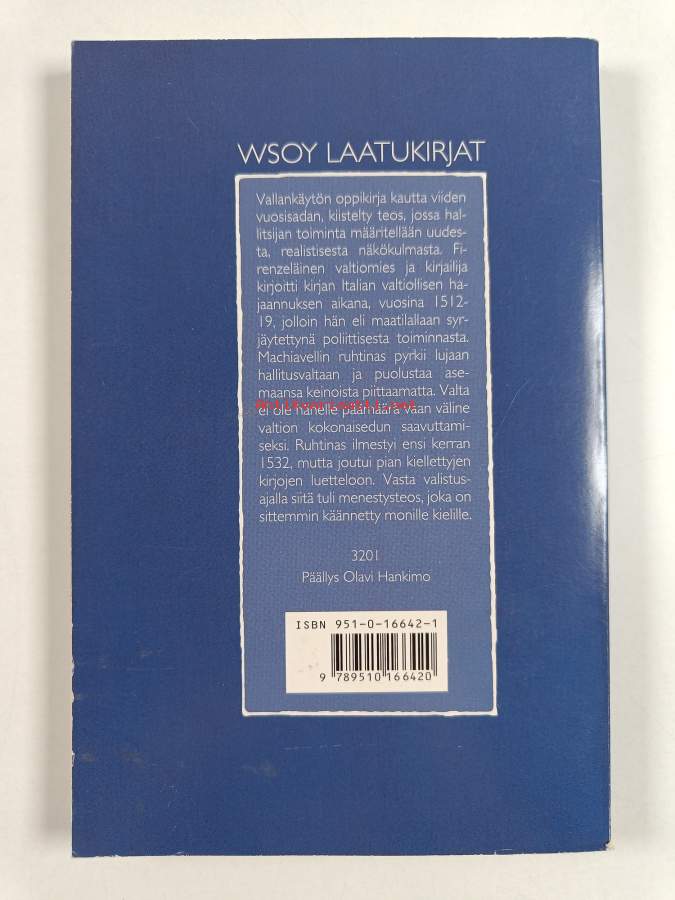 WSOY LAATUKIRJAT
Vallankäytön oppikirja kautta viiden
vuosisadan, kiistelty teos, jossa hal-
litsijan toiminta määritellään uudes-
ta, realistisesta näkökulmasta. Fi-
renzeläinen valtiomies ja kirjailija
kirjoitti kirjan Italian valtiollisen ha-
jaannuksen aikana, vuosina 1512-
19, jolloin hän eli maatilallaan syr-
jäytettynä poliittisesta toiminnasta.
Machiavellin ruhtinas pyrkii lujaan
hallitusvaltaan ja puolustaa ase-
maansa keinoista piittaamatta. Valta
ei ole hänelle päämäärä vaan väline
valtion kokonaisedun saavuttami-
seksi. Ruhtinas ilmestyi ensi kerran
1532, mutta joutui pian kiellettyjen
kirjojen luetteloon. Vasta valistus-
ajalla siitä tuli menestysteos, joka on
sittemmin käännetty monille kielille.
3201
Päällys Olavi Hankimo
ISBN 951-0-16642-1
9 789510 166420